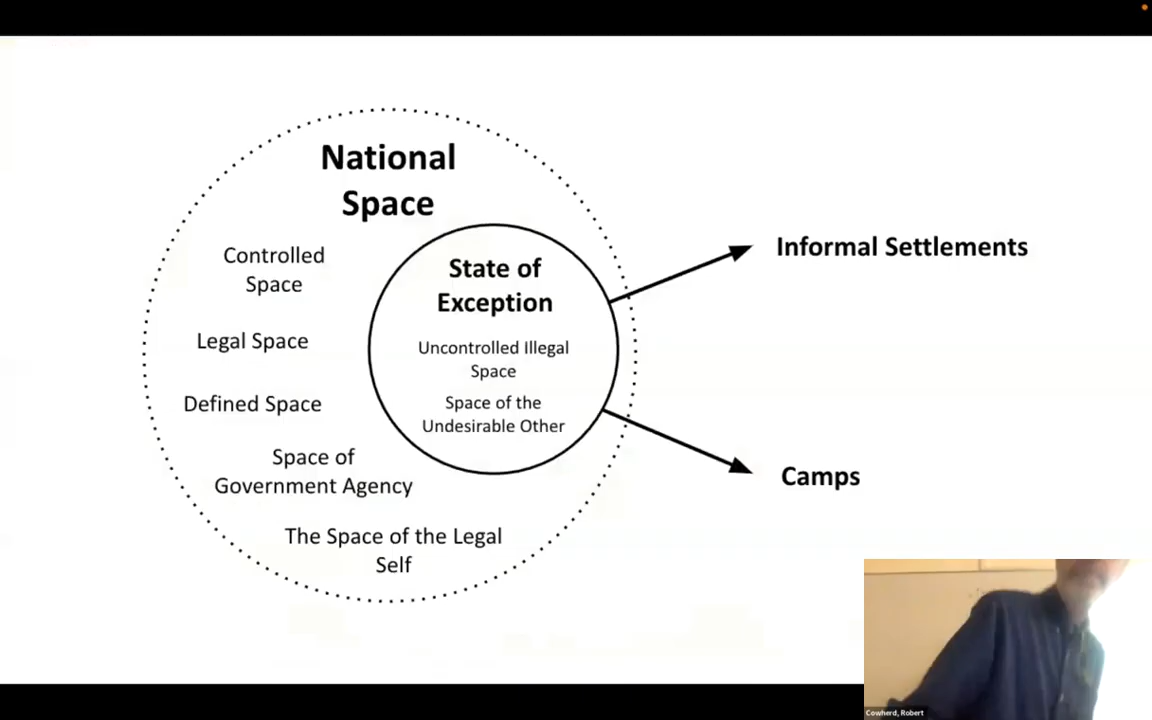 National
Space
Controlled
Space
Legal Space
Defined Space
Space of
Government Agency
The Space of the Legal
Self
State of
Exception
Uncontrolled Illegal
Space
Space of the
Undesirable Other
Informal Settlements
Camps
Cowherd, Robert